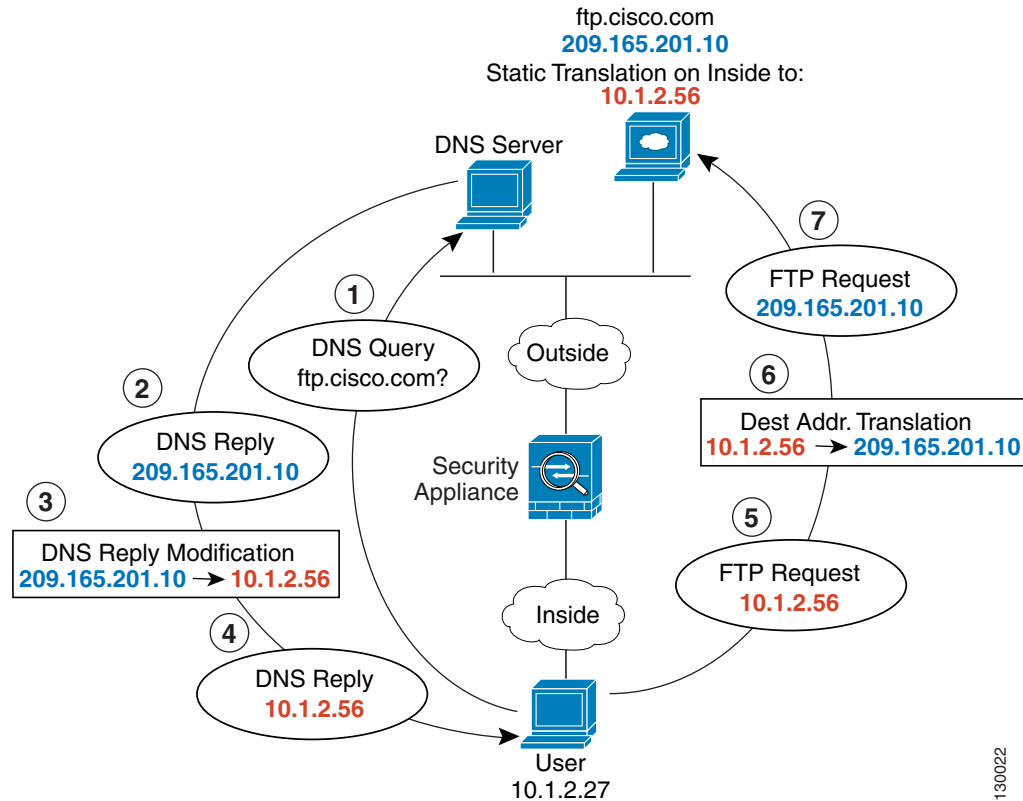 ftp.cisco.com
209.165.201.10
Static Translation on Inside to:
10.1.2.56
DNS Server
7
FTP Request
209.165.201.10
1
DNS Query
ftp.cisco.com?
Outside
2
DNS Reply
209.165.201.10
6
Dest Addr. Translation
10.1.2.56 → 209.165.201.10
Security
Appliance
3
DNS Reply Modification
209.165.201.10 → 10.1.2.56
5
FTP Request
10.1.2.56
Inside
4
DNS Reply
10.1.2.56
User
10.1.2.27
130022